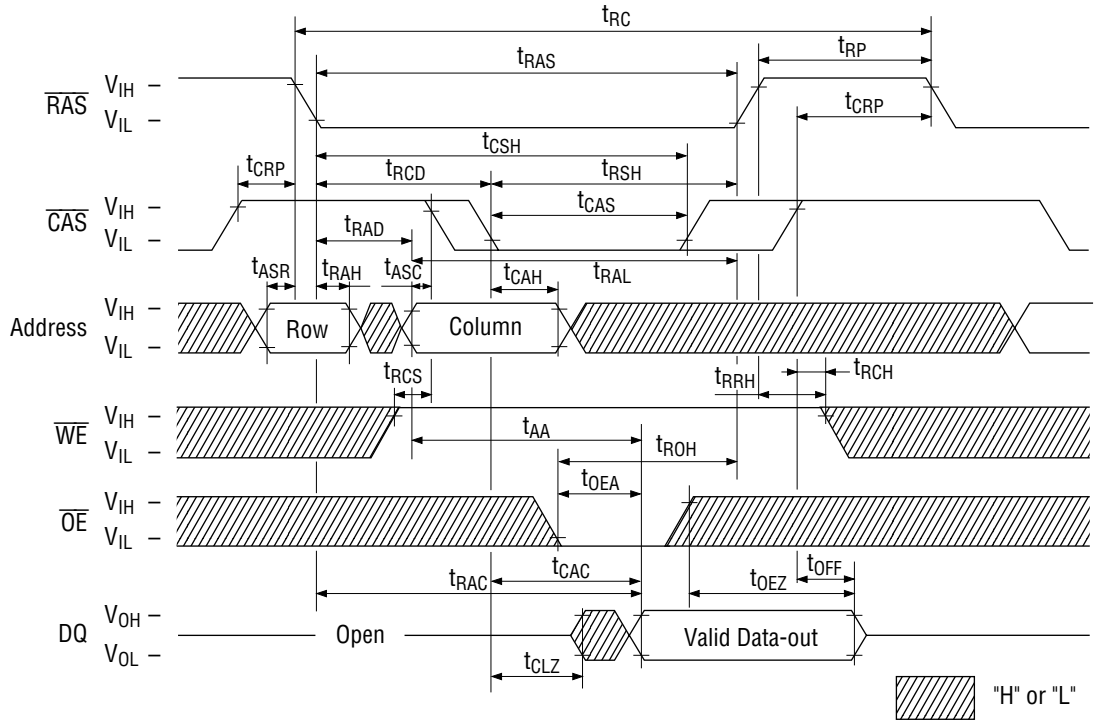 tRC
tRAS
tRP
RAS
VIH
VIL
tCRP
tCSH
tCRP
tRCD
tRSH
CAS
VIH
VIL
tCAS
tRAD
tRAL
tASR
tRAH
tASC
tCAH
Address
VIH
VIL
Row
Column
tRCS
tRRH
tRCH
WE
VIH
VIL
tAA
tROH
tOEA
OE
VIH
VIL
tCAC
tOFF
tRAC
tOEZ
DQ
VOH
VOL
Open
Valid Data-out
tCLZ
"H" or "L"